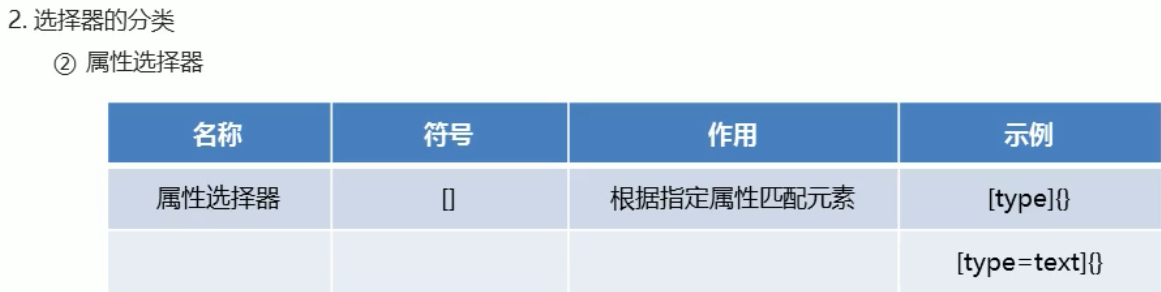 2. 选择器的分类
② 属性选择器
名称 符号 作用 示例
属性选择器 [] 根据指定属性匹配元素 [type]{}
[type=text]{}